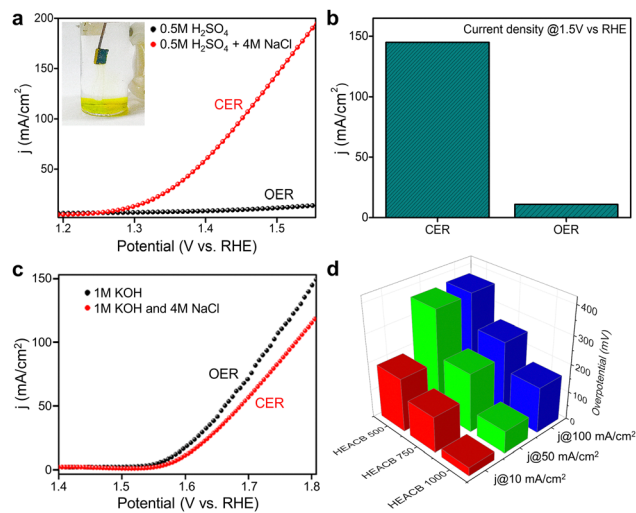 a
0.5M H₂SO₄
0.5M H₂SO₄ + 4M NaCl
CER
OER
200
150
100
50
j (mA/cm²)
1.2 1.3 1.4 1.5
Potential (V vs. RHE)
b
Current density @1.5V vs RHE
150
100
50
0
j (mA/cm²)
CER OER
c
1M KOH
1M KOH and 4M NaCl
OER
CER
150
100
50
0
j (mA/cm²)
1.4 1.5 1.6 1.7 1.8
Potential (V vs. RHE)
d
400
300
200
100
0
Overpotential (mV)
HEACB 500
HEACB 750
HEACB 1000
j@100 mA/cm²
j@50 mA/cm²
j@10 mA/cm²